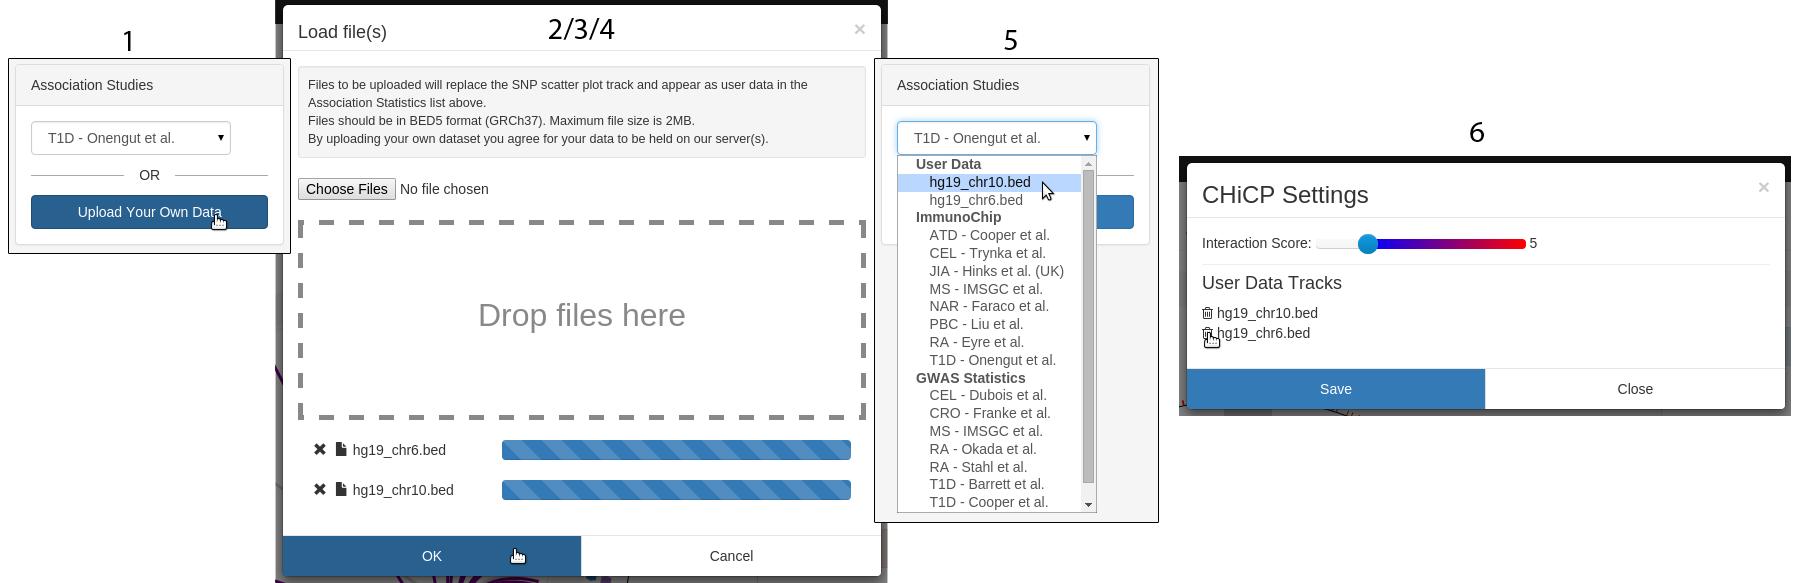 1
Association Studies
T1D - Onengut et al.
OR
Upload Your Own Data
2/3/4
Load file(s)
×
Files to be uploaded will replace the SNP scatter plot track and appear as user data in the
Association Statistics list above.
Files should be in BED5 format (GRCh37). Maximum file size is 2MB.
By uploading your own dataset you agree for your data to be held on our server(s).
Choose Files No file chosen
Drop files here
hg19_chr6.bed
hg19_chr10.bed
OK Cancel
5
Association Studies
T1D - Onengut et al.
User Data
hg19_chr10.bed
hg19_chr6.bed
ImmunoChip
ATD - Cooper et al.
CEL - Trynka et al.
JIA - Hinks et al. (UK)
MS - IMSGC et al.
NAR - Faraco et al.
PBC - Liu et al.
RA - Eyre et al.
T1D - Onengut et al.
GWAS Statistics
CEL - Dubois et al.
CRO - Franke et al.
MS - IMSGC et al.
RA - Okada et al.
RA - Stahl et al.
T1D - Barrett et al.
T1D - Cooper et al.
6
CHiCP Settings
×
Interaction Score: 5
User Data Tracks
hg19_chr10.bed
hg19_chr6.bed
Save Close